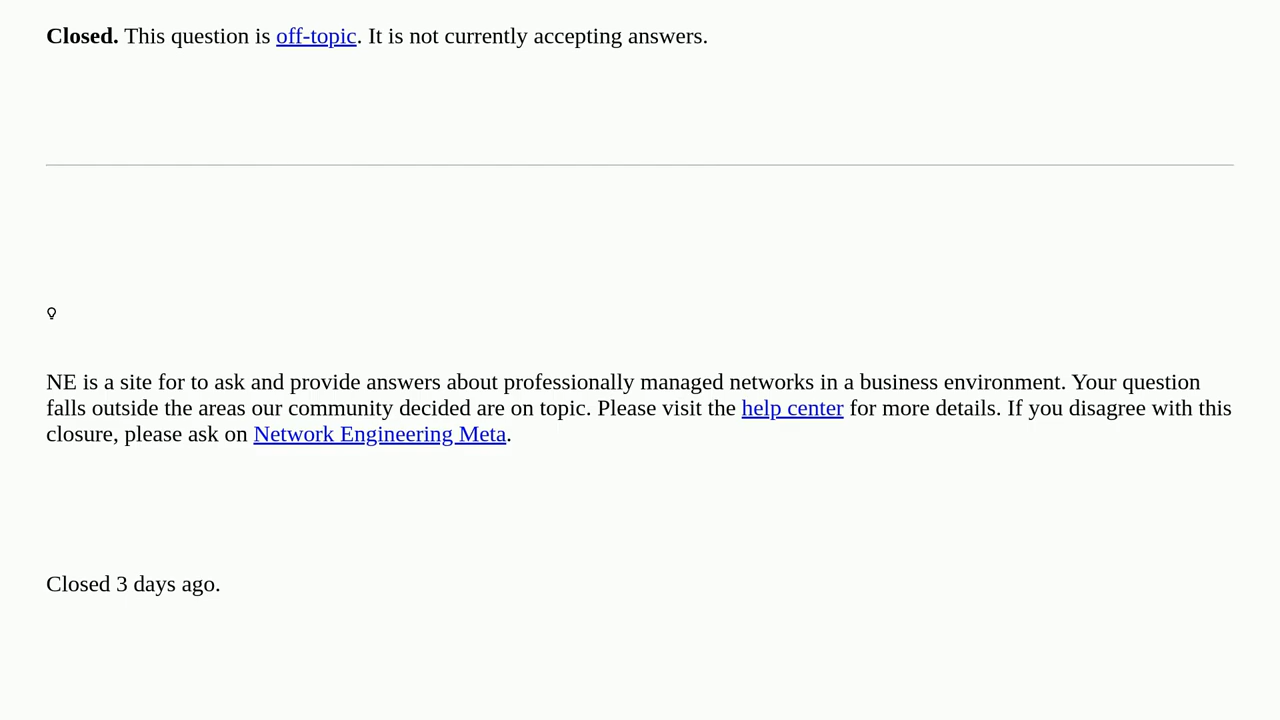 Closed. This question is off-topic. It is not currently accepting answers.
NE is a site for to ask and provide answers about professionally managed networks in a business environment. Your question
falls outside the areas our community decided are on topic. Please visit the help center for more details. If you disagree with this
closure, please ask on Network Engineering Meta.
Closed 3 days ago.